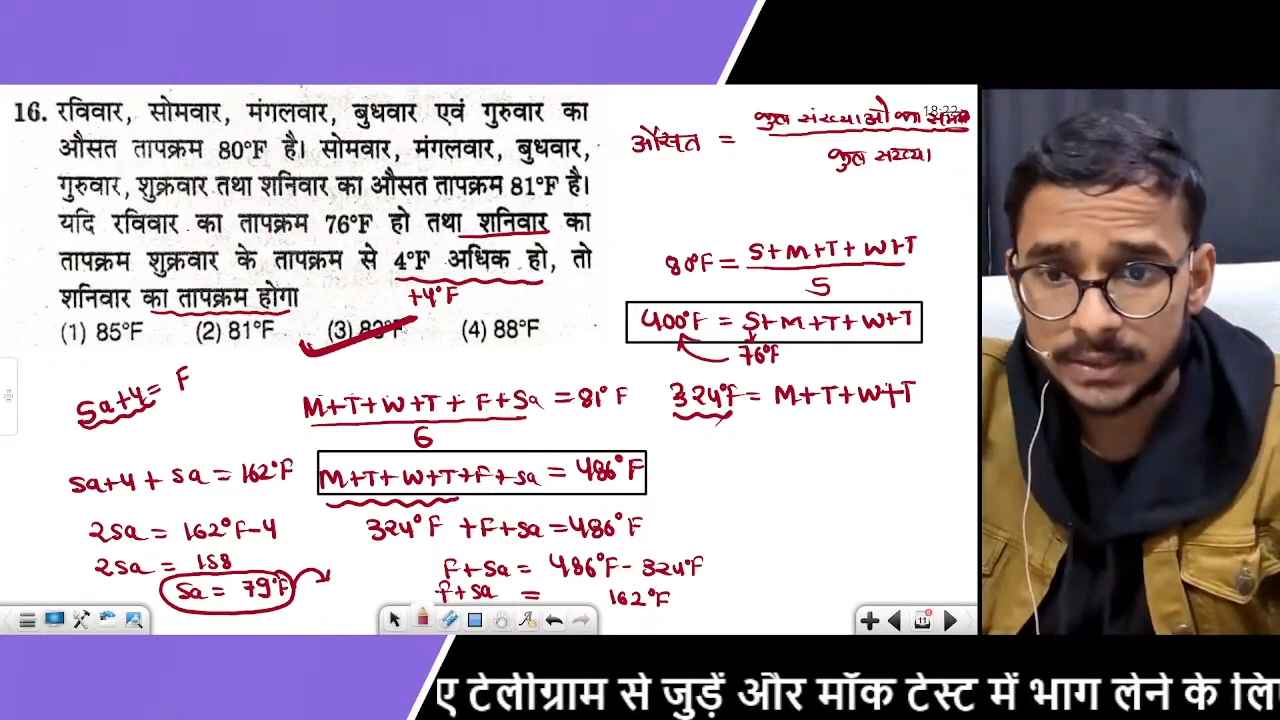 16. रविवार, सोमवार, मंगलवार, बुधवार एवं गुरुवार का
औसत तापक्रम 80°F है। सोमवार, मंगलवार, बुधवार,
गुरुवार, शुक्रवार तथा शनिवार का औसत तापक्रम 81°F है।
यदि रविवार का तापक्रम 76°F हो तथा शनिवार का
तापक्रम शुक्रवार के तापक्रम से 4°F अधिक हो, तो
शनिवार का तापक्रम होगा
+4°F
(1) 85°F (2) 81°F (3) (4) 88°F
18:22
औसत = कुल संख्याओं का
कुल संख्या
80°F = S+M+T+W+T
5
400°F = S+M+T+W+T
76°F
324°F = M+T+W+T
Sa+4 = F
M+T+W+T+F+Sa = 81°F
6
M+T+W+T+F+Sa = 486°F
324°F +F+Sa = 486°F
F+Sa = 486°F-324°F
F+Sa = 162°F
Sa+4+Sa = 162°F
2Sa = 162°F-4
2Sa = 158
Sa = 79°F
11
ए टेलीग्राम से जुड़ें और मॉक टेस्ट में भाग लेने के लि